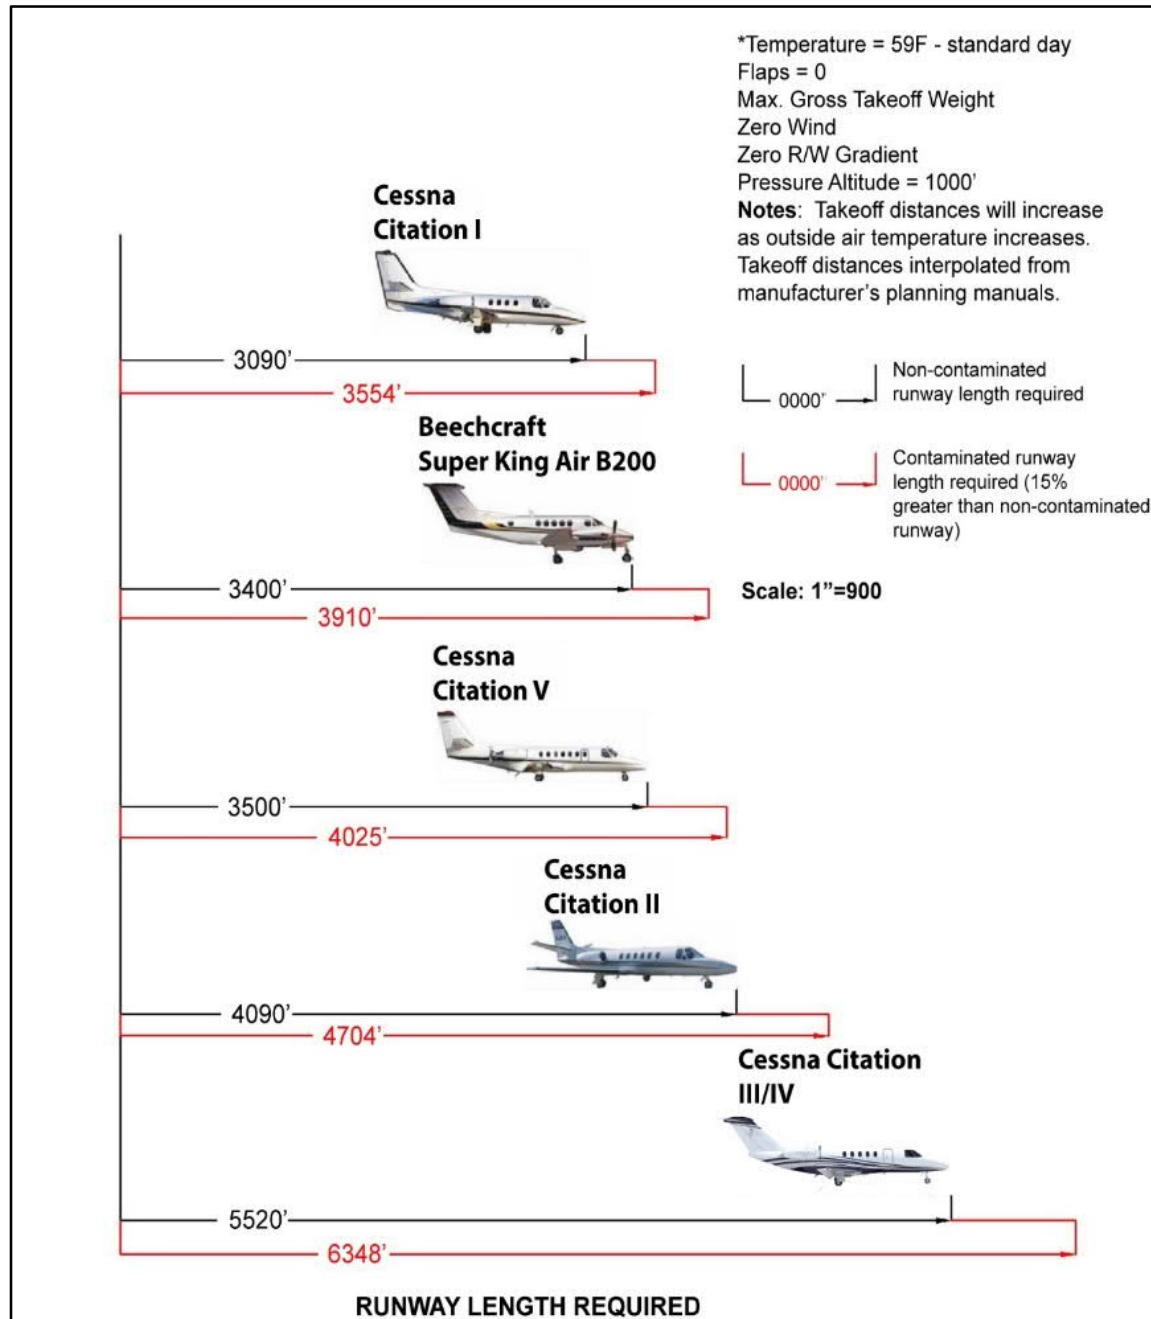 *Temperature = 59F - standard day
Flaps = 0
Max. Gross Takeoff Weight
Zero Wind
Zero R/W Gradient
Pressure Altitude = 1000'
Notes: Takeoff distances will increase
as outside air temperature increases.
Takeoff distances interpolated from
manufacturer's planning manuals.
Cessna
Citation I
3090'
3554'
0000'
Non-contaminated
runway length required
Beechcraft
Super King Air B200
0000'
Contaminated runway
length required (15%
greater than non-contaminated
runway)
3400'
3910'
Scale: 1”=900
Cessna
Citation V
3500’
4025’
Cessna
Citation II
4090’
4704’
Cessna Citation
III/IV
5520’
6348’
RUNWAY LENGTH REQUIRED